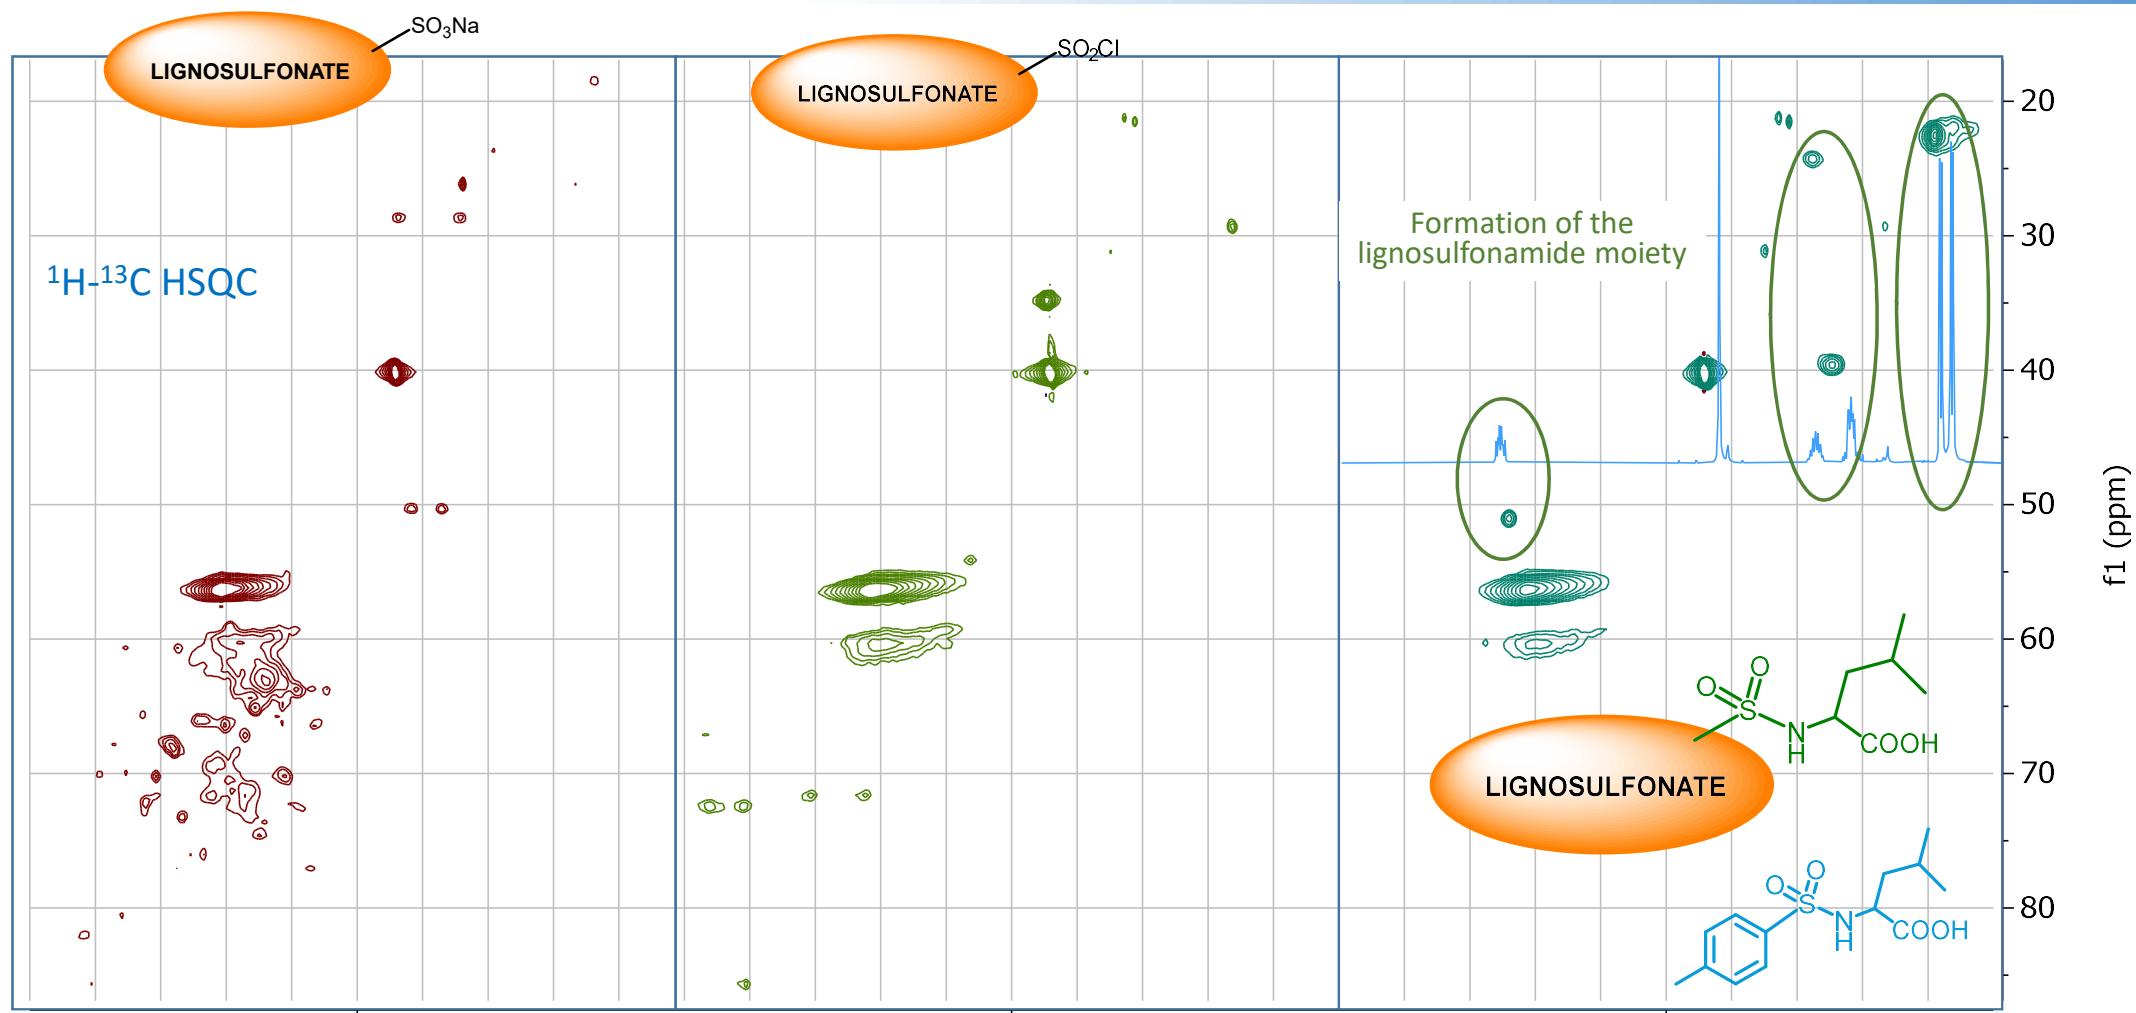 SO₃Na
LIGNOSULFONATE
SO₂Cl
LIGNOSULFONATE
¹H-¹³C HSQC
Formation of the
lignosulfonamide moiety
20
30
40
50
60
70
80
f1 (ppm)
O
O
S
N
H
COOH
LIGNOSULFONATE
O
O
S
N
H
COOH